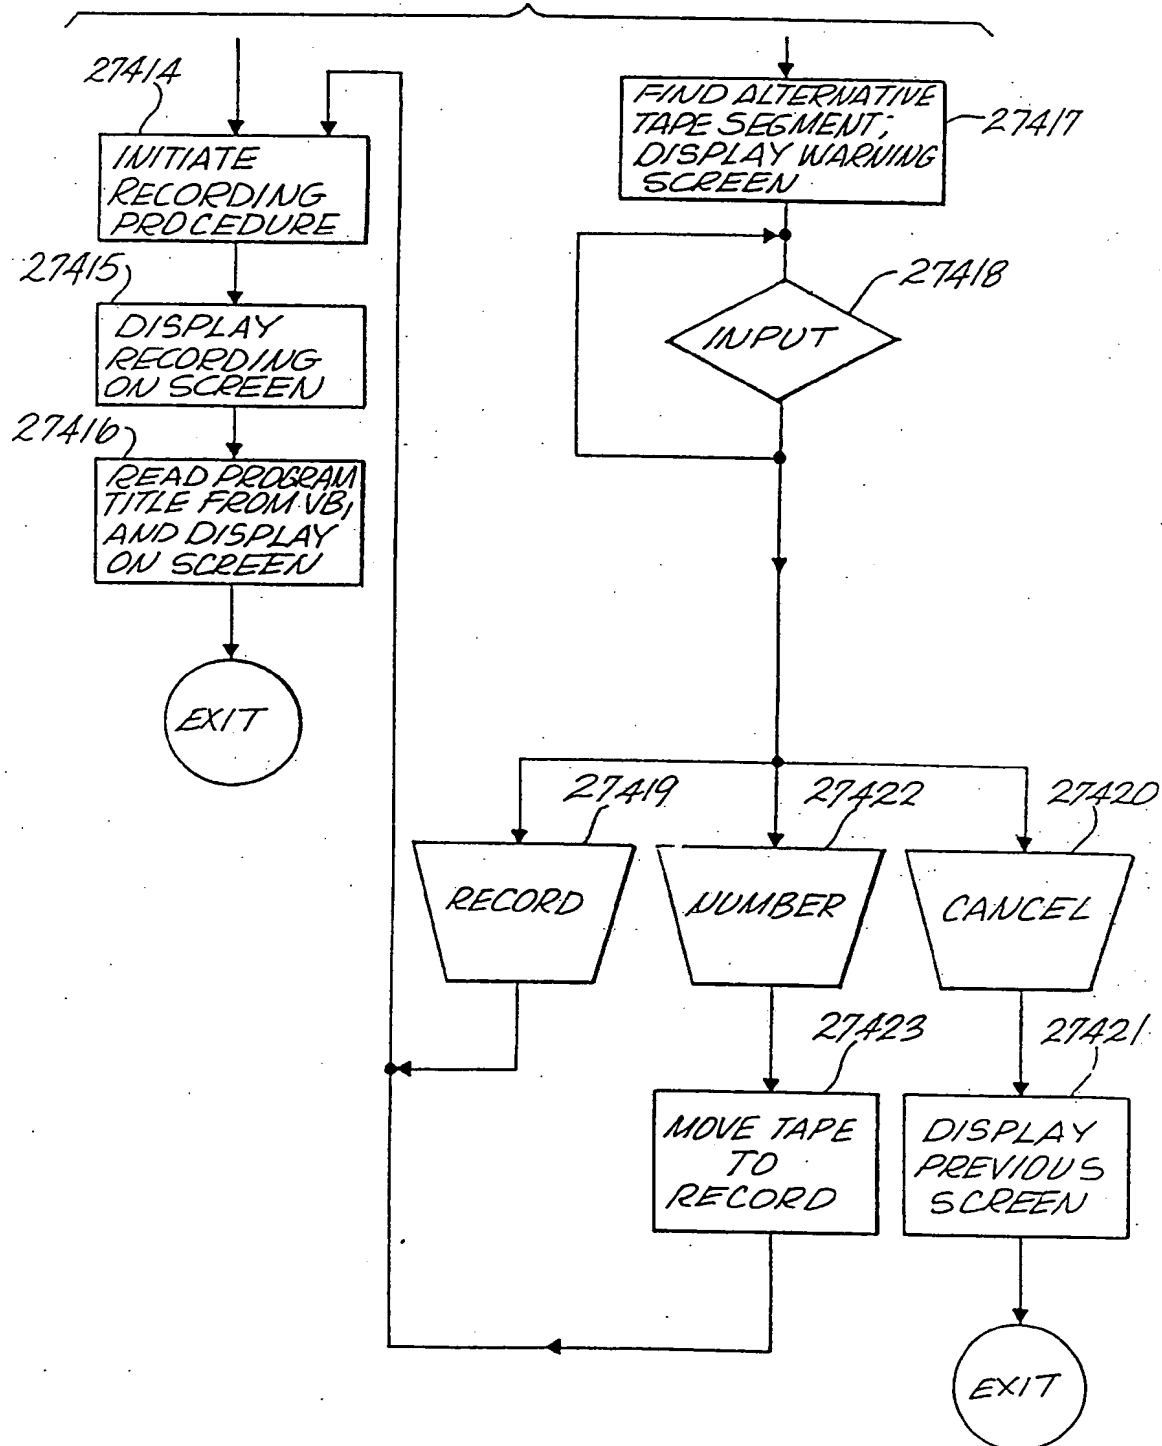 27414
INITIATE
RECORDING
PROCEDURE
27415
DISPLAY
RECORDING
ON SCREEN
27416
READ PROGRAM
TITLE FROM VBI
AND DISPLAY
ON SCREEN
EXIT
FIND ALTERNATIVE
TAPE SEGMENT;
DISPLAY WARNING
SCREEN
27417
27418
INPUT
27419
RECORD
27422
NUMBER
27420
CANCEL
27423
MOVE TAPE
TO
RECORD
27421
DISPLAY
PREVIOUS
SCREEN
EXIT